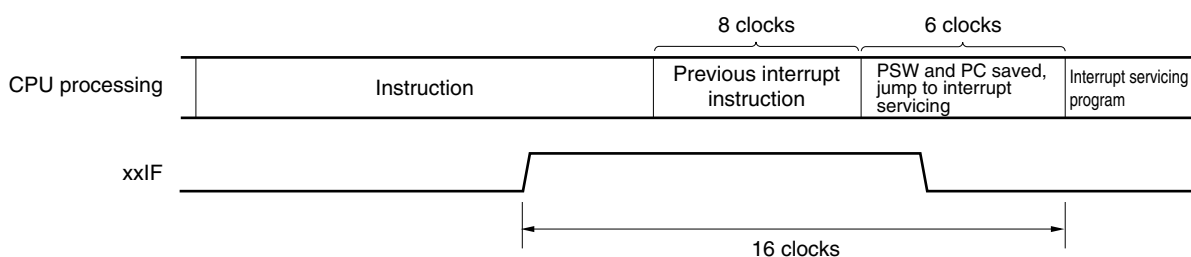 8 clocks
6 clocks
CPU processing
Instruction
Previous interrupt
instruction
PSW and PC saved,
jump to interrupt
servicing
Interrupt servicing
program
xxIF
16 clocks